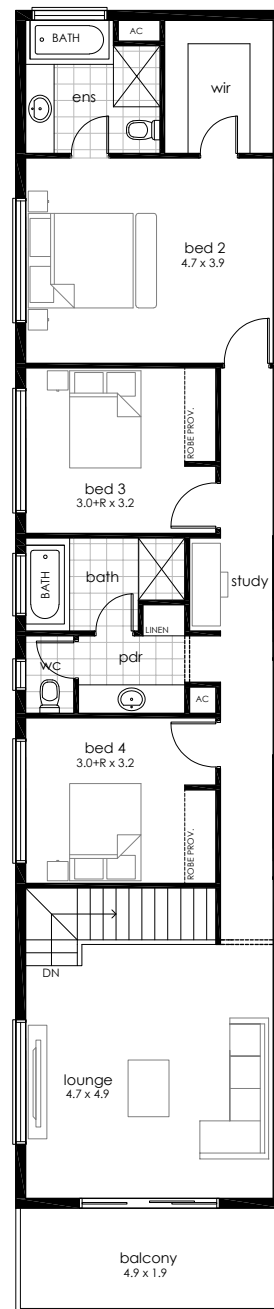 BATH
AC
ens
wir
bed 2
4.7 x 3.9
ROBE PROV.
bed 3
3.0+R x 3.2
BATH
bath
study
LINEN
WC
pdr
AC
bed 4
3.0+R x 3.2
ROBE PROV.
DN
lounge
4.7 x 4.9
balcony
4.9 x 1.9